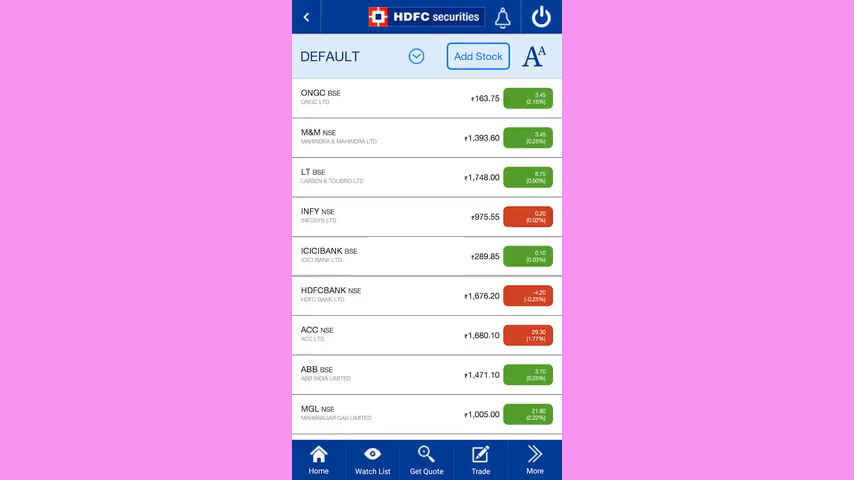 HDFC securities
DEFAULT
Add Stock
AA
ONGC BSE
ONGC LTD
₹163.75
3.45
(2.15%)
M&M NSE
MAHINDRA & MAHINDRA LTD
₹1,393.60
3.45
(0.25%)
LT BSE
LARSEN & TOUBRO LTD
₹1,748.00
8.75
(0.50%)
INFY NSE
INFOSYS LTD
₹975.55
0.20
(0.02%)
ICICIBANK BSE
ICICI BANK LTD.
₹289.85
0.10
(0.03%)
HDFCBANK NSE
HDFC BANK LTD
₹1,676.20
-4.20
(-0.25%)
ACC NSE
ACC LTD
₹1,680.10
29.30
(1.77%)
ABB BSE
ABB INDIA LIMITED
₹1,471.10
3.70
(0.25%)
MGL NSE
MAHANAGAR GAS LIMITED
₹1,005.00
21.80
(2.22%)
Home
Watch List
Get Quote
Trade
More